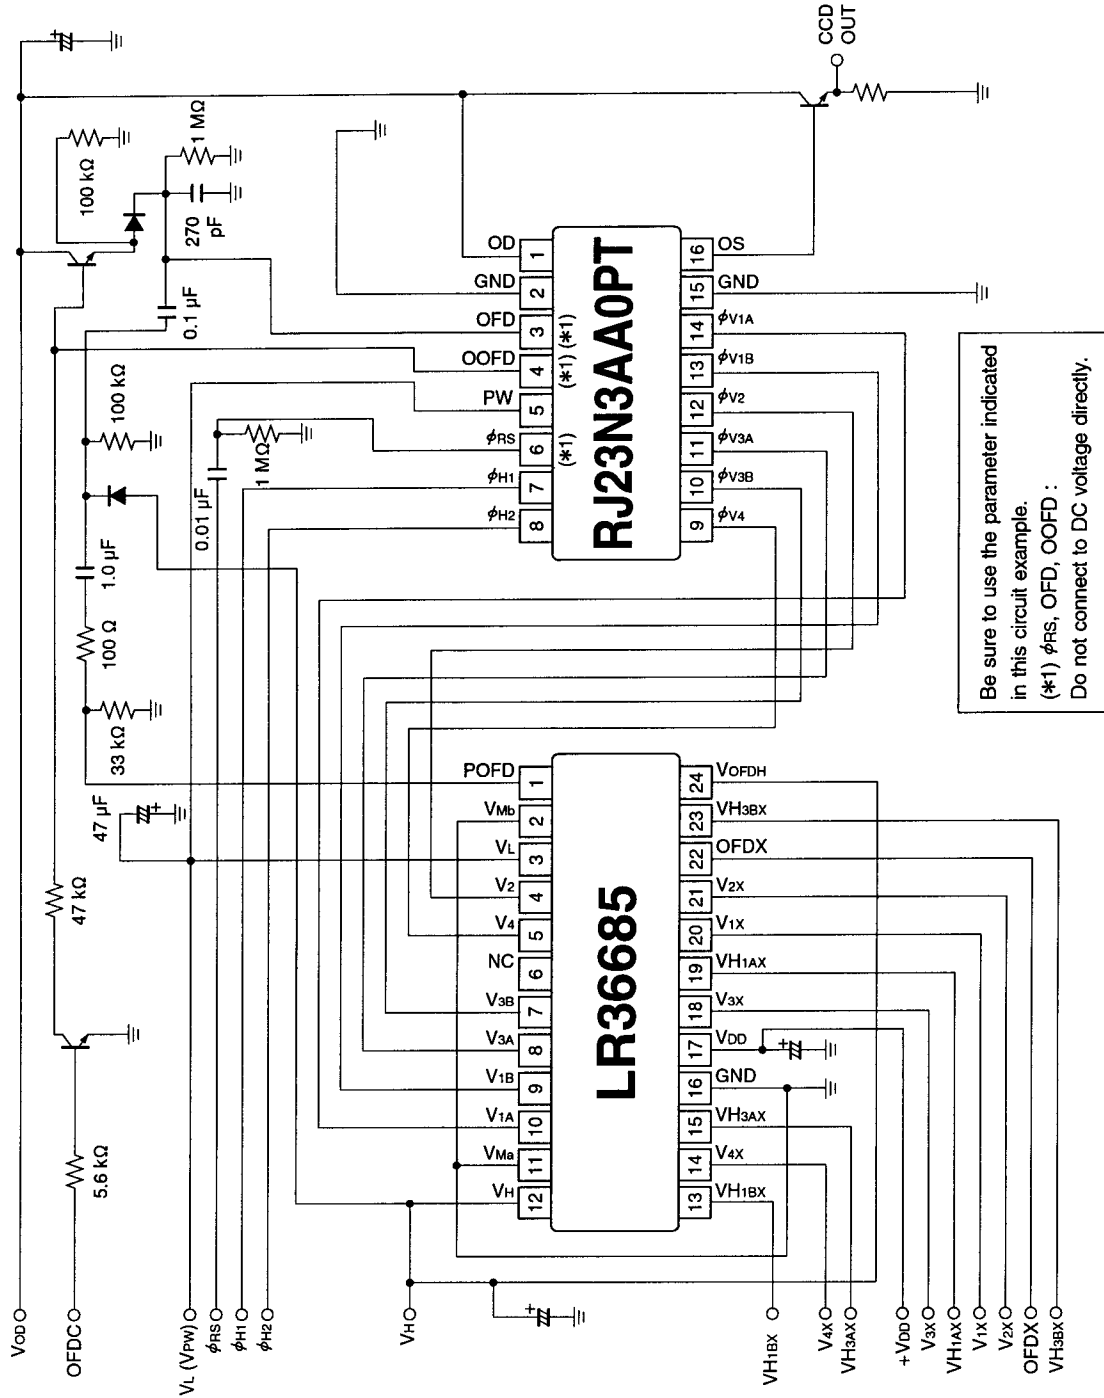 VOD
OFDC
VL (VPW)
ϕRS
ϕH1
ϕH2
VH
VH1BX
V4X
VH3AX
+VDD
V3X
VH1AX
V1X
V2X
OFDX
VH3BX
5.6 kΩ
47 kΩ
47 µF
33 kΩ
100 Ω
1.0 µF
100 kΩ
0.1 µF
0.01 µF
1 MΩ
270
pF
100 kΩ
1 MΩ
CCD
OUT
VH
VMa
V1A
V1B
V3A
V3B
NC
V4
V2
VL
VMb
POFD
12 11 10 9 8 7 6 5 4 3 2 1
LR36685
13 14 15 16 17 18 19 20 21 22 23 24
VH1BX
V4X
VH3AX
GND
VDD
V3X
VH1AX
V1X
V2X
OFDX
VH3BX
VOFDH
ϕH2
ϕH1
ϕRS
PW
OOFD
OFD
GND
OD
8 7 6 5 4 3 2 1
(*1) (*1) (*1)
RJ23N3AA0PT
9 10 11 12 13 14 15 16
ϕV4
ϕV3B
ϕV3A
ϕV2
ϕV1B
ϕV1A
GND
OS
Be sure to use the parameter indicated
in this circuit example.
(*1) ϕRS, OFD, OOFD :
Do not connect to DC voltage directly.